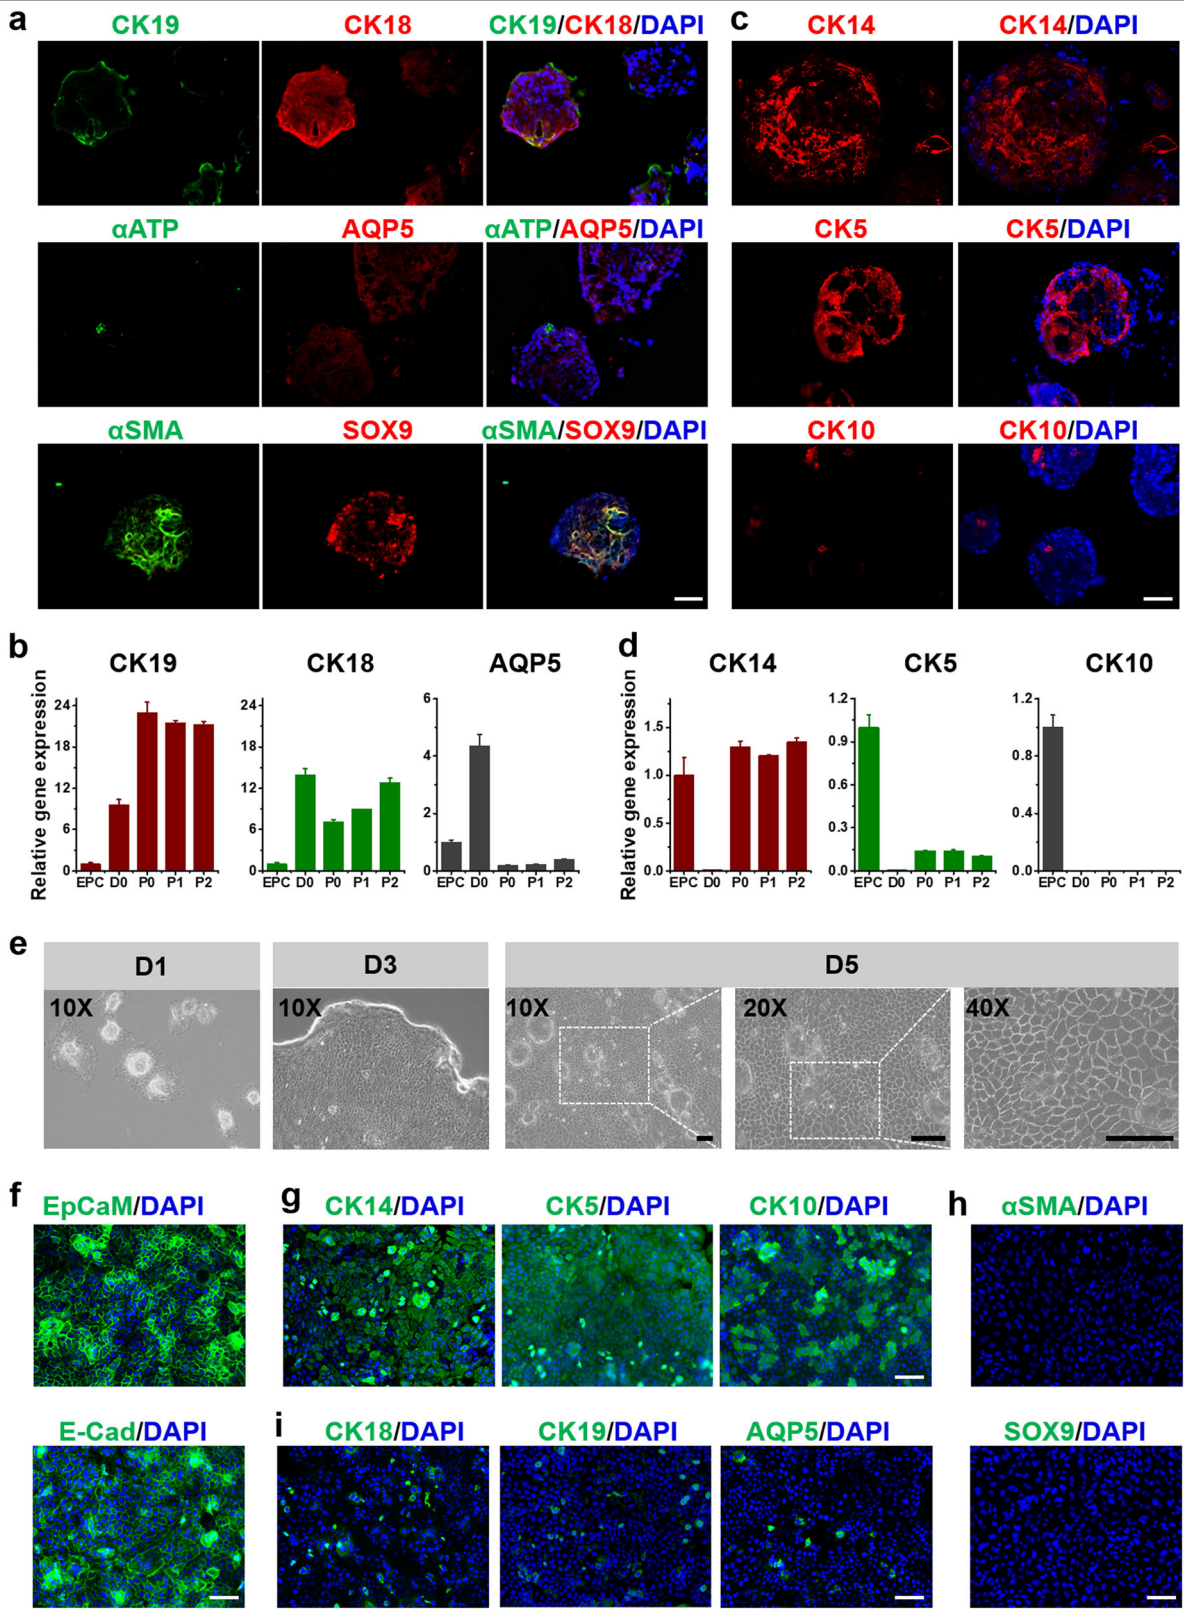 a
CK19
CK18
CK19/CK18/DAPI
αATP
AQP5
αATP/AQP5/DAPI
αSMA
SOX9
αSMA/SOX9/DAPI
c
CK14
CK14/DAPI
CK5
CK5/DAPI
CK10
CK10/DAPI
b
Relative gene expression
CK19
24
18
12
6
0
EPC D0 P0 P1 P2
CK18
24
18
12
6
0
EPC D0 P0 P1 P2
AQP5
6
4
2
0
EPC D0 P0 P1 P2
d
Relative gene expression
CK14
1.5
1.0
0.5
0.0
EPC D0 P0 P1 P2
CK5
1.2
0.9
0.6
0.3
0.0
EPC D0 P0 P1 P2
CK10
1.2
0.8
0.4
0.0
EPC D0 P0 P1 P2
e
D1
D3
D5
10X
10X
10X
20X
40X
f
EpCaM/DAPI
E-Cad/DAPI
g
CK14/DAPI
CK5/DAPI
CK10/DAPI
h
αSMA/DAPI
SOX9/DAPI
i
CK18/DAPI
CK19/DAPI
AQP5/DAPI